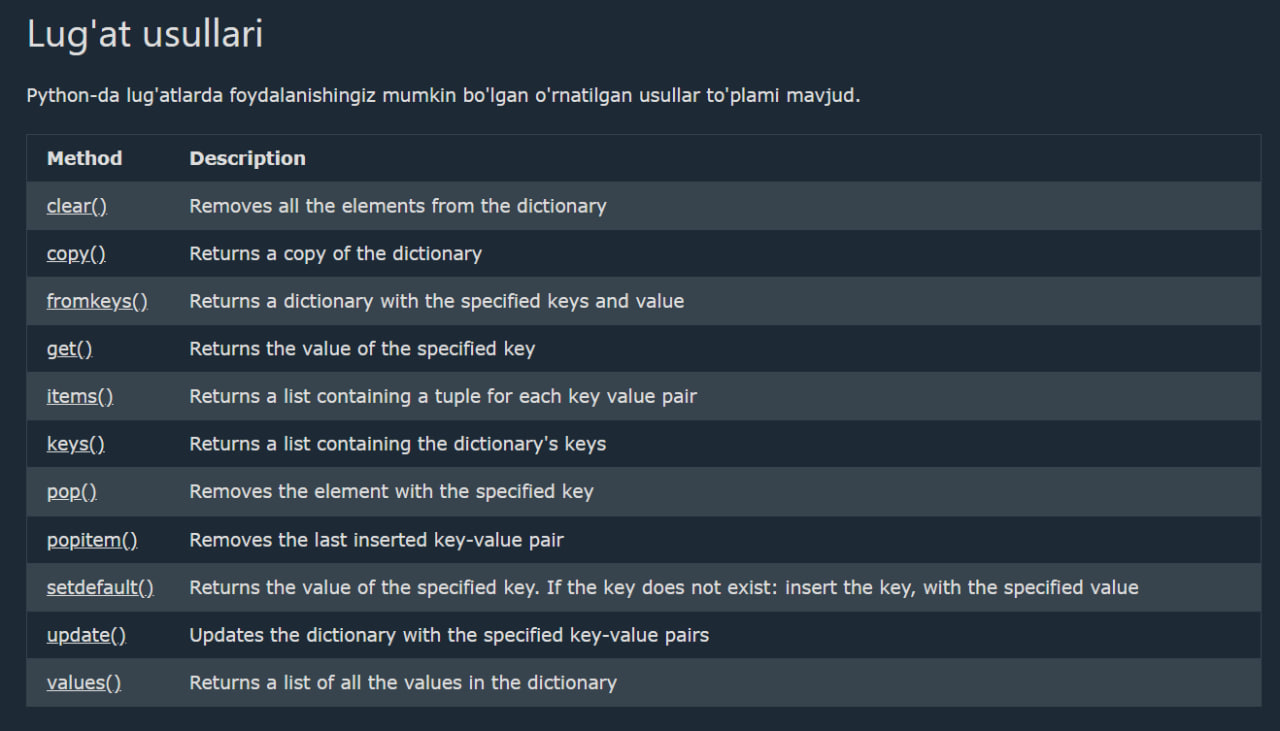 Lug'at usullari
Python-da lug'atlarda foydalanishingiz mumkin bo'lgan o'rnatilgan usullar to'plami mavjud.
Method Description
clear() Removes all the elements from the dictionary
copy() Returns a copy of the dictionary
fromkeys() Returns a dictionary with the specified keys and value
get() Returns the value of the specified key
items() Returns a list containing a tuple for each key value pair
keys() Returns a list containing the dictionary's keys
pop() Removes the element with the specified key
popitem() Removes the last inserted key-value pair
setdefault() Returns the value of the specified key. If the key does not exist: insert the key, with the specified value
update() Updates the dictionary with the specified key-value pairs
values() Returns a list of all the values in the dictionary